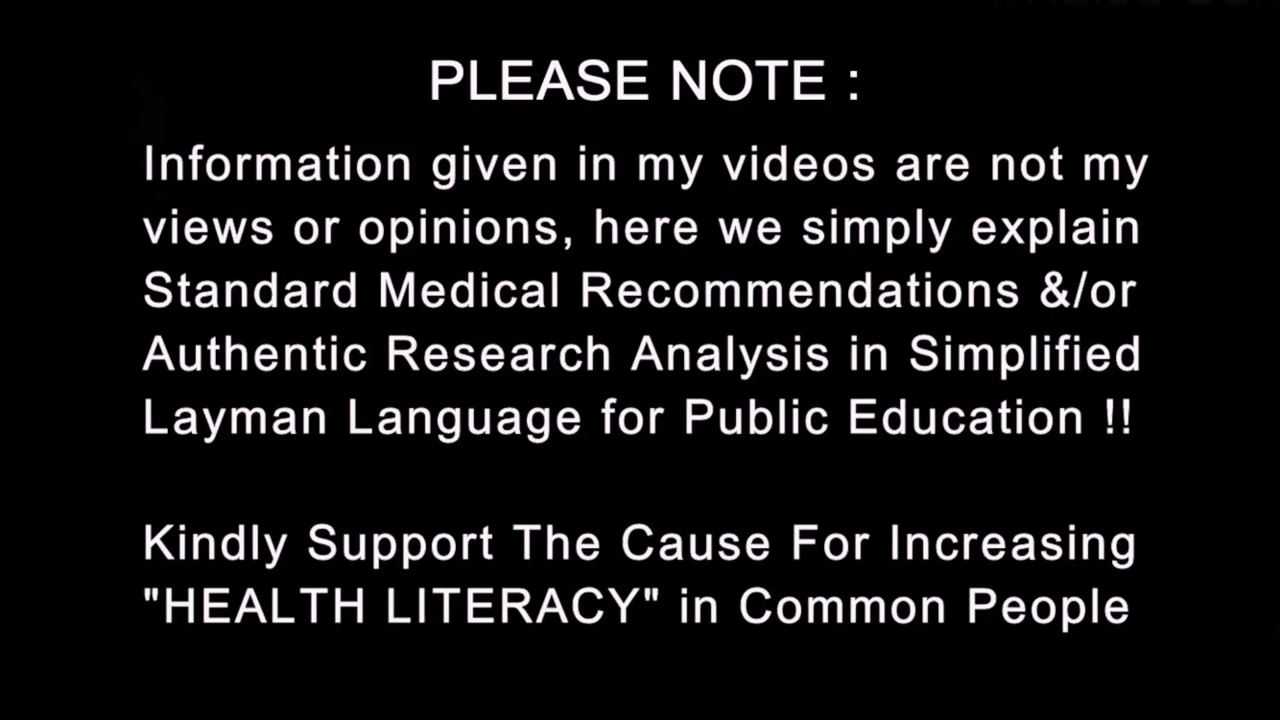 PLEASE NOTE :
Information given in my videos are not my
views or opinions, here we simply explain
Standard Medical Recommendations &/or
Authentic Research Analysis in Simplified
Layman Language for Public Education !!
Kindly Support The Cause For Increasing
"HEALTH LITERACY" in Common People